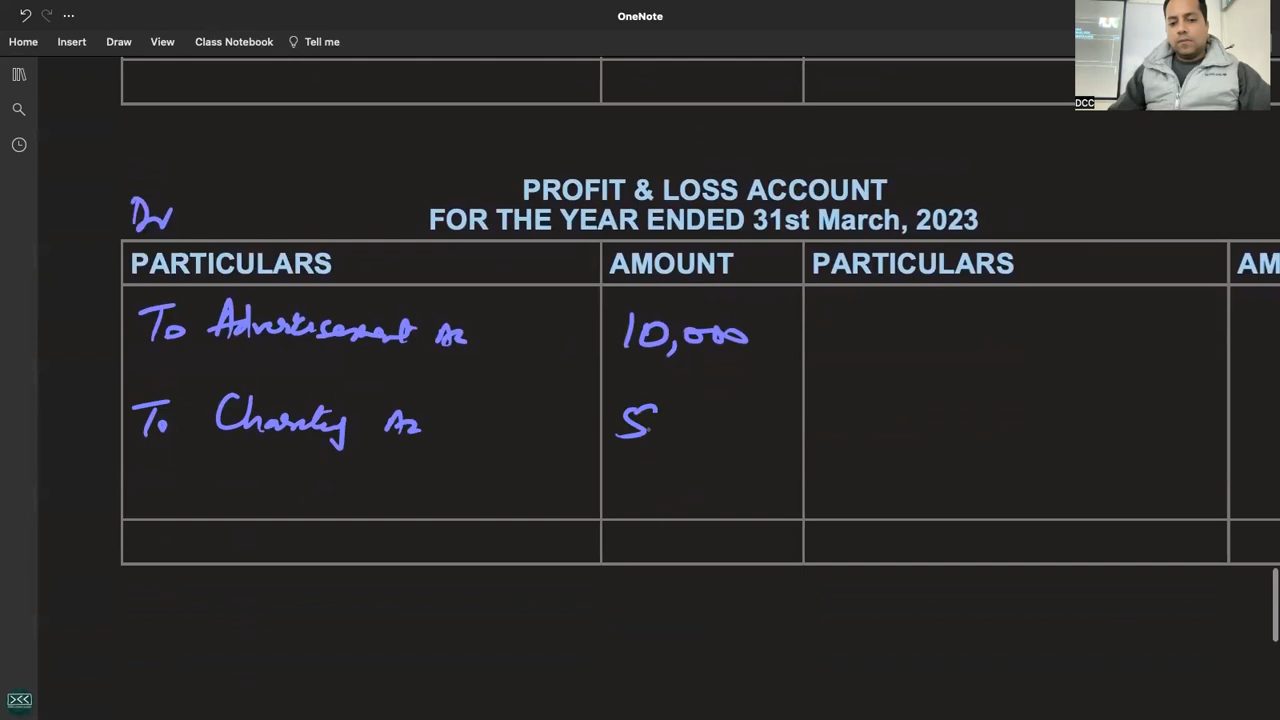 OneNote
Home Insert Draw View Class Notebook Tell me
DCC
PROFIT & LOSS ACCOUNT
Dr FOR THE YEAR ENDED 31st March, 2023
PARTICULARS AMOUNT PARTICULARS AM
To Advertisement A/c 10,000
To Charity A/c 5